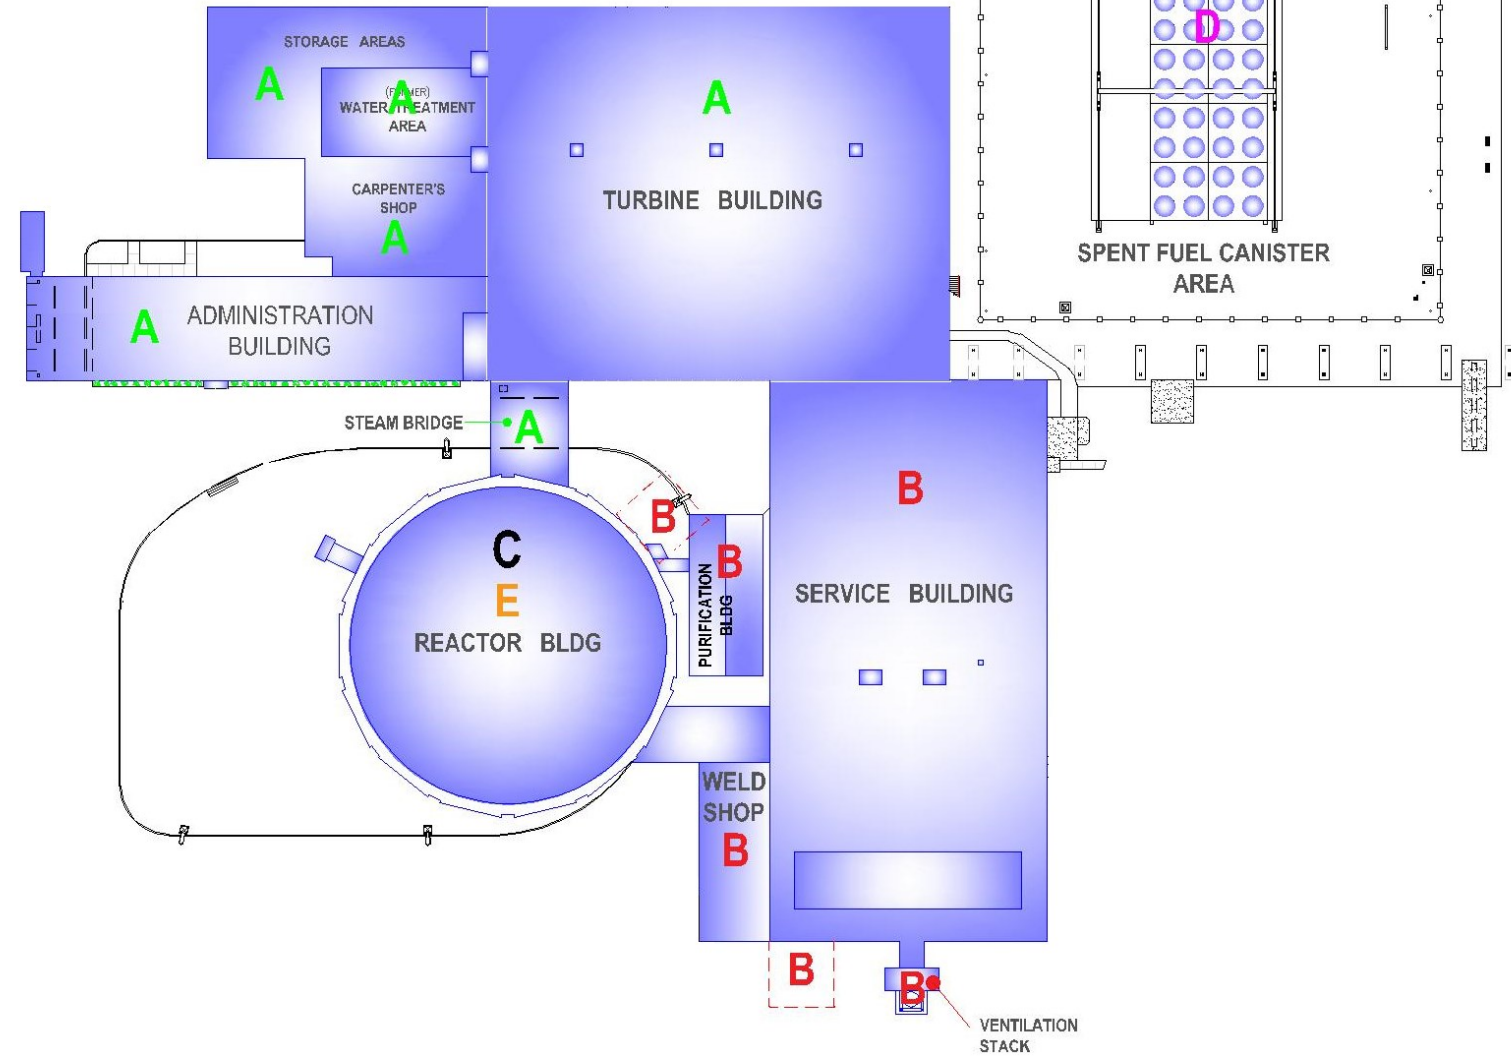 D
STORAGE AREAS
A
A
(FORMER)
WATER TREATMENT
AREA
A
TURBINE BUILDING
CARPENTER'S
SHOP
A
SPENT FUEL CANISTER
AREA
A
ADMINISTRATION
BUILDING
STEAM BRIDGE
A
B
B
C
B
PURIFICATION
BLDG
E
REACTOR BLDG
SERVICE BUILDING
WELD
SHOP
B
B
B
VENTILATION
STACK